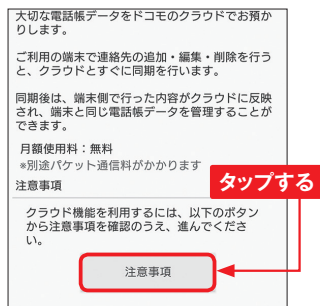 大切な電話帳データをドコモのクラウドでお預か
りします。
ご利用の端末で連絡先の追加・編集・削除を行う
と、クラウドとすぐに同期を行います。
同期後は、端末側で行った内容がクラウドに反映
され、端末と同じ電話帳データを管理することが
できます。
月額使用料：無料
※別途パケット通信料がかかります
注意事項
タップする
クラウド機能を利用するには、以下のボタン
から注意事項を確認のうえ、進んでくださ
い。
注意事項